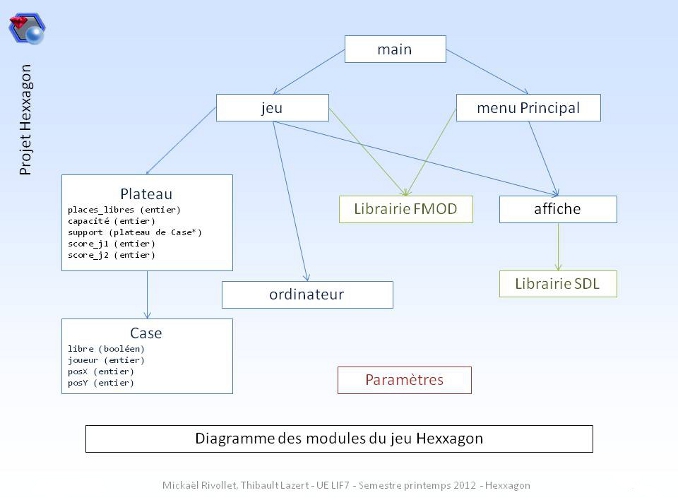 Projet Hexxagon
main
jeu
menu Principal
Plateau
places_libres (entier)
capacité (entier)
support (plateau de Case*)
score_j1 (entier)
score_j2 (entier)
Librairie FMOD
affiche
ordinateur
Librairie SDL
Case
libre (booléen)
joueur (entier)
posX (entier)
posY (entier)
Paramètres
Diagramme des modules du jeu Hexxagon
Mickaël Rivollet, Thibault Lazert - UE LIF7 - Semestre printemps 2012 - Hexxagon